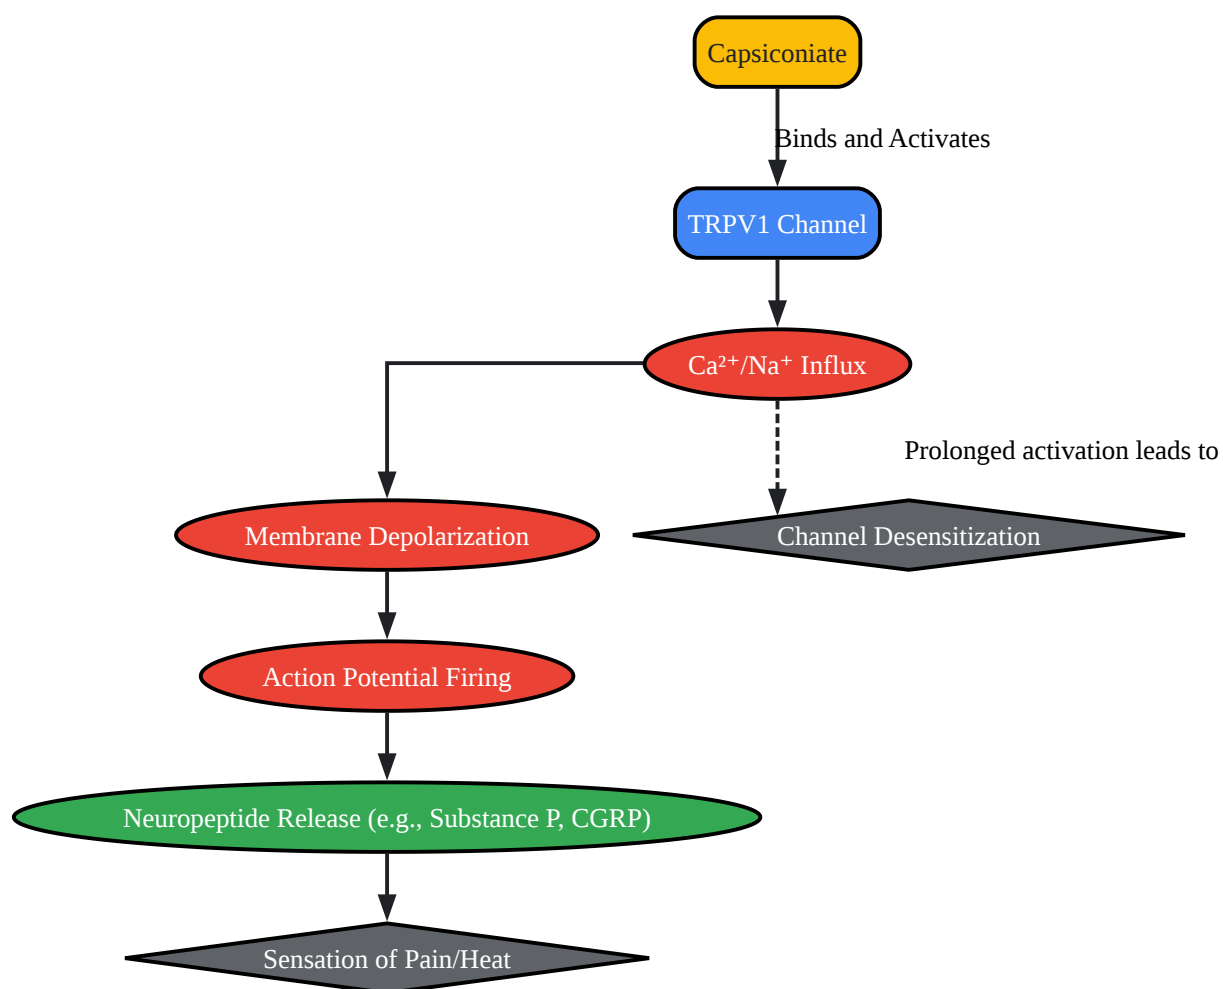 Capsiconiate
Binds and Activates
TRPV1 Channel
Ca²⁺/Na⁺ Influx
Prolonged activation leads to
Membrane Depolarization
Channel Desensitization
Action Potential Firing
Neuropeptide Release (e.g., Substance P, CGRP)
Sensation of Pain/Heat